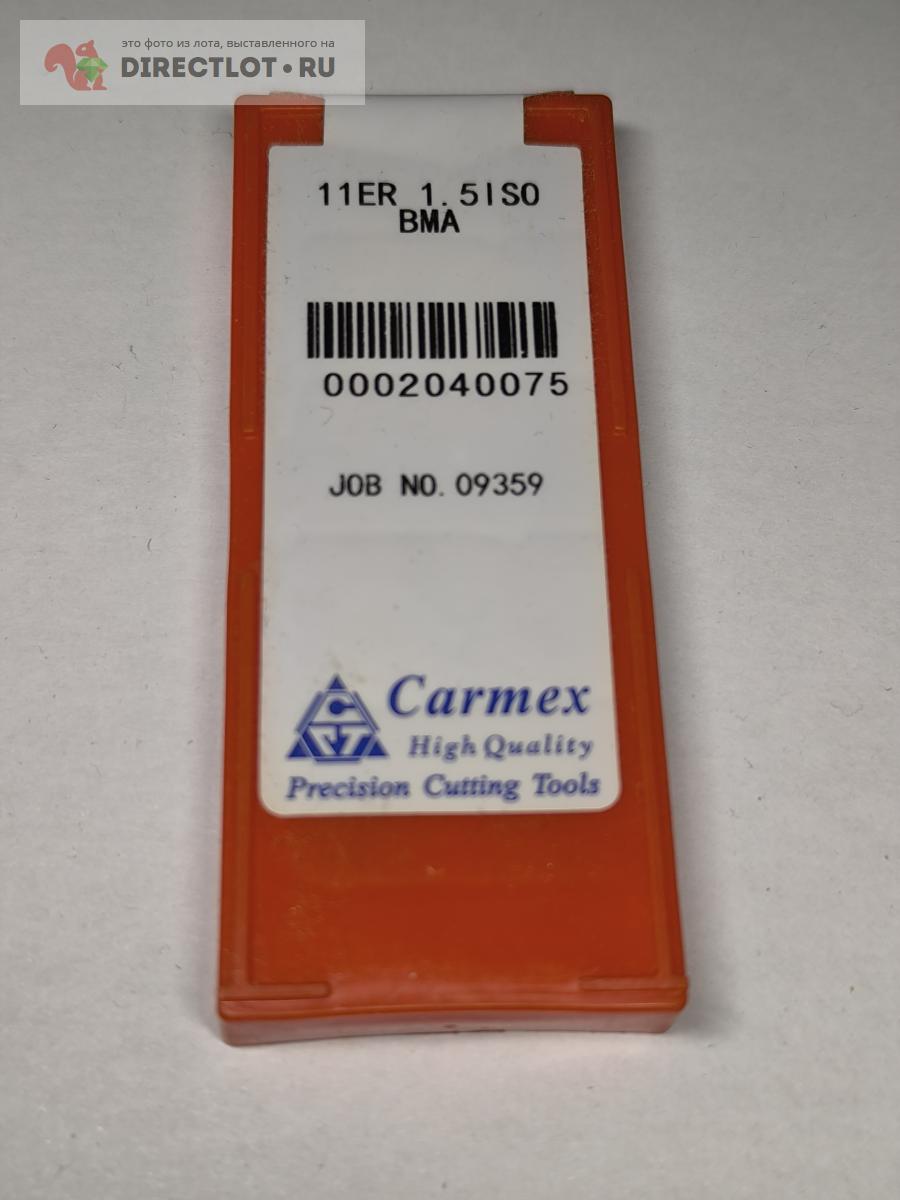 это фото из лота, выставленного на
DIRECTLOT•RU
11ER 1.5ISO
BMA
0002040075
JOB NO. 09359
Carmex
High Quality
Precision Cutting Tools